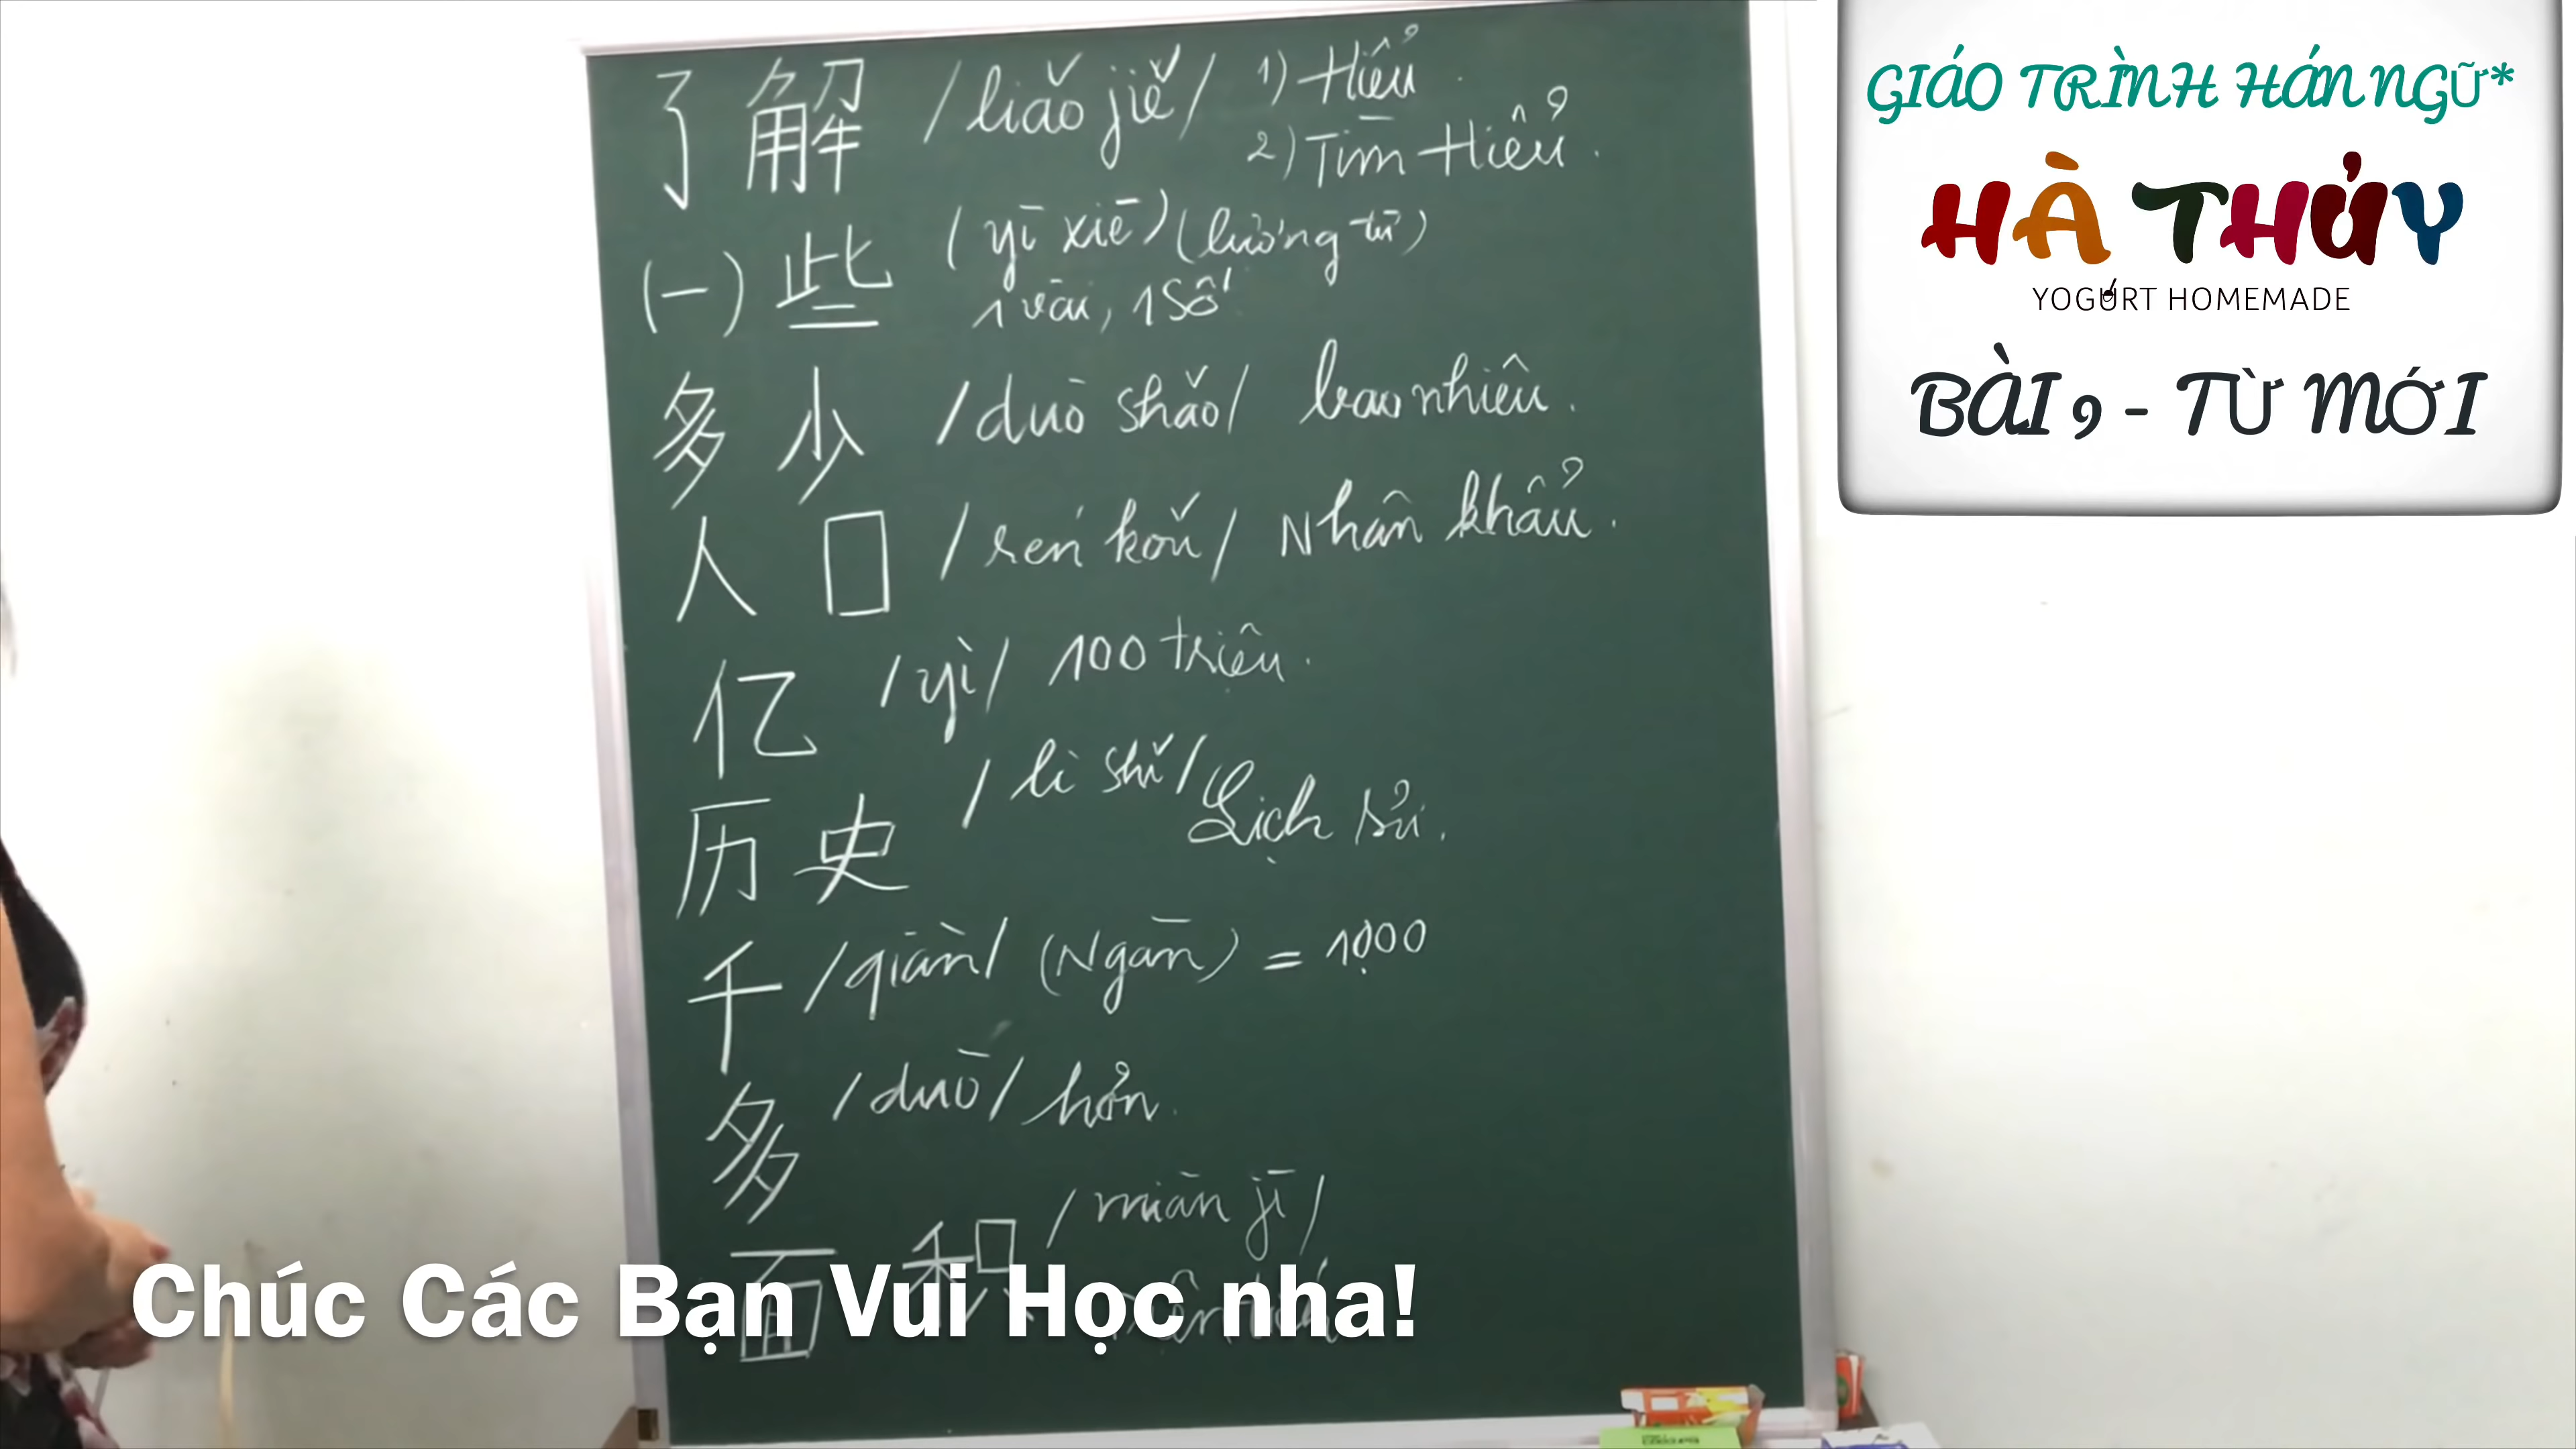 了解 /liǎo jiě/ 1) Hiểu.
2) Tìm Hiểu.
(一)些 (yī xiē) (lượng từ)
1 vài, 1 số
多少 /duō shǎo/ bao nhiêu.
人口 /rén kǒu/ Nhân khẩu.
亿 /yì/ 100 triệu.
历史 /lì shǐ/ Lịch sử.
千 /qiān/ (Ngàn) = 1000
多 /duō/ hơn.
面积 /miàn jī/
GIÁO TRÌNH HÁN NGỮ*
HÀ THỦY
YOGURT HOMEMADE
BÀI 9 - TỪ MỚI
Chúc Các Bạn Vui Học nha!